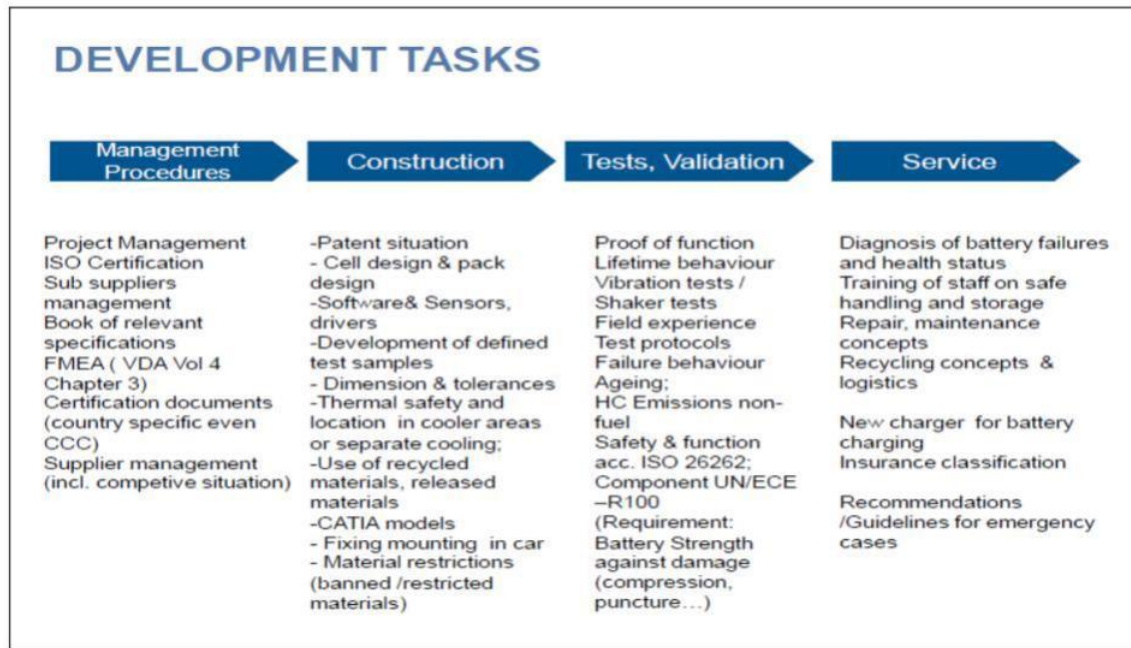 DEVELOPMENT TASKS
Management
Procedures
Construction
Tests, Validation
Service
Project Management
ISO Certification
Sub suppliers
management
Book of relevant
specifications
FMEA ( VDA Vol 4
Chapter 3)
Certification documents
(country specific even
CCC)
Supplier management
(incl. competive situation)
-Patent situation
- Cell design & pack
design
-Software& Sensors,
drivers
-Development of defined
test samples
- Dimension & tolerances
-Thermal safety and
location in cooler areas
or separate cooling;
-Use of recycled
materials, released
materials
-CATIA models
- Fixing mounting in car
- Material restrictions
(banned /restricted
materials)
Proof of function
Lifetime behaviour
Vibration tests /
Shaker tests
Field experience
Test protocols
Failure behaviour
Ageing;
HC Emissions non-
fuel
Safety & function
acc. ISO 26262;
Component UN/ECE
–R100
(Requirement:
Battery Strength
against damage
(compression,
puncture…)
Diagnosis of battery failures
and health status
Training of staff on safe
handling and storage
Repair, maintenance
concepts
Recycling concepts &
logistics
New charger for battery
charging
Insurance classification
Recommendations
/Guidelines for emergency
cases